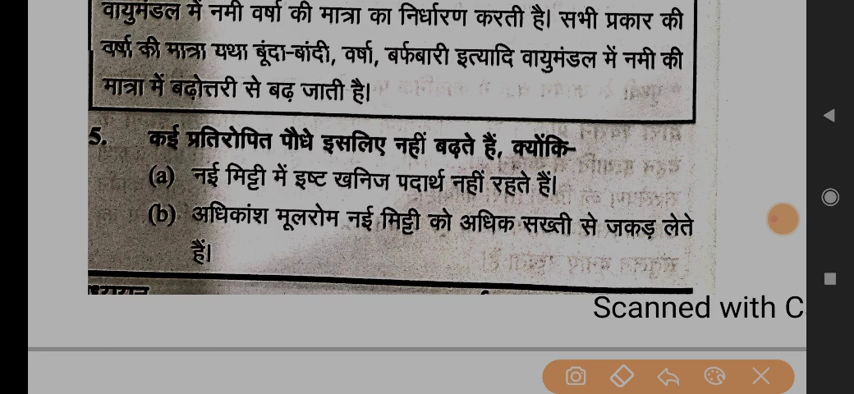 वायुमंडल में नमी वर्षा की मात्रा का निर्धारण करती है। सभी प्रकार की
वर्षा की मात्रा यथा बूंदा-बांदी, वर्षा, बर्फबारी इत्यादि वायुमंडल में नमी की
मात्रा में बढ़ोत्तरी से बढ़ जाती है।
5. कई प्रतिरोपित पौधे इसलिए नहीं बढ़ते हैं, क्योंकि-
(a) नई मिट्टी में इष्ट खनिज पदार्थ नहीं रहते हैं।
(b) अधिकांश मूलरोम नई मिट्टी को अधिक सख्ती से जकड़ लेते
हैं।
Scanned with C